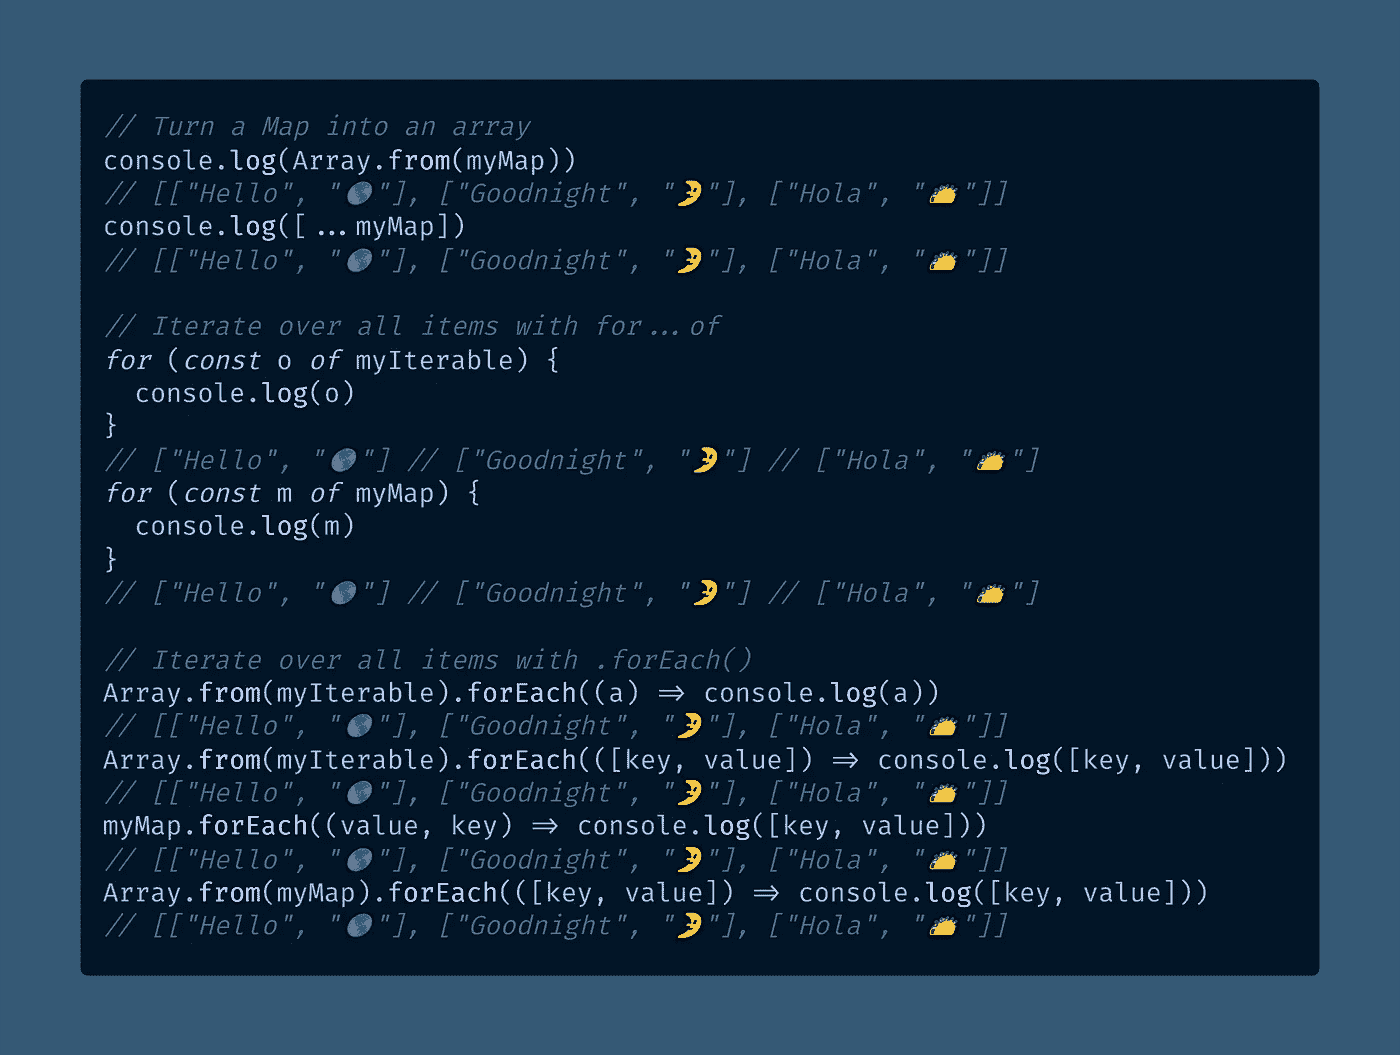 // Turn a Map into an array
console.log(Array.from(myMap))
// [["Hello", "🌍"], ["Goodnight", "🌛"], ["Hola", "🌮"]]
console.log([...myMap])
// [["Hello", "🌍"], ["Goodnight", "🌛"], ["Hola", "🌮"]]
// Iterate over all items with for...of
for (const o of myIterable) {
  console.log(o)
}
// ["Hello", "🌍"] // ["Goodnight", "🌛"] // ["Hola", "🌮"]
for (const m of myMap) {
  console.log(m)
}
// ["Hello", "🌍"] // ["Goodnight", "🌛"] // ["Hola", "🌮"]
// Iterate over all items with .forEach()
Array.from(myIterable).forEach((a) => console.log(a))
// [["Hello", "🌍"], ["Goodnight", "🌛"], ["Hola", "🌮"]]
Array.from(myIterable).forEach(([key, value]) => console.log([key, value]))
// [["Hello", "🌍"], ["Goodnight", "🌛"], ["Hola", "🌮"]]
myMap.forEach((value, key) => console.log([key, value]))
// [["Hello", "🌍"], ["Goodnight", "🌛"], ["Hola", "🌮"]]
Array.from(myMap).forEach(([key, value]) => console.log([key, value]))
// [["Hello", "🌍"], ["Goodnight", "🌛"], ["Hola", "🌮"]]